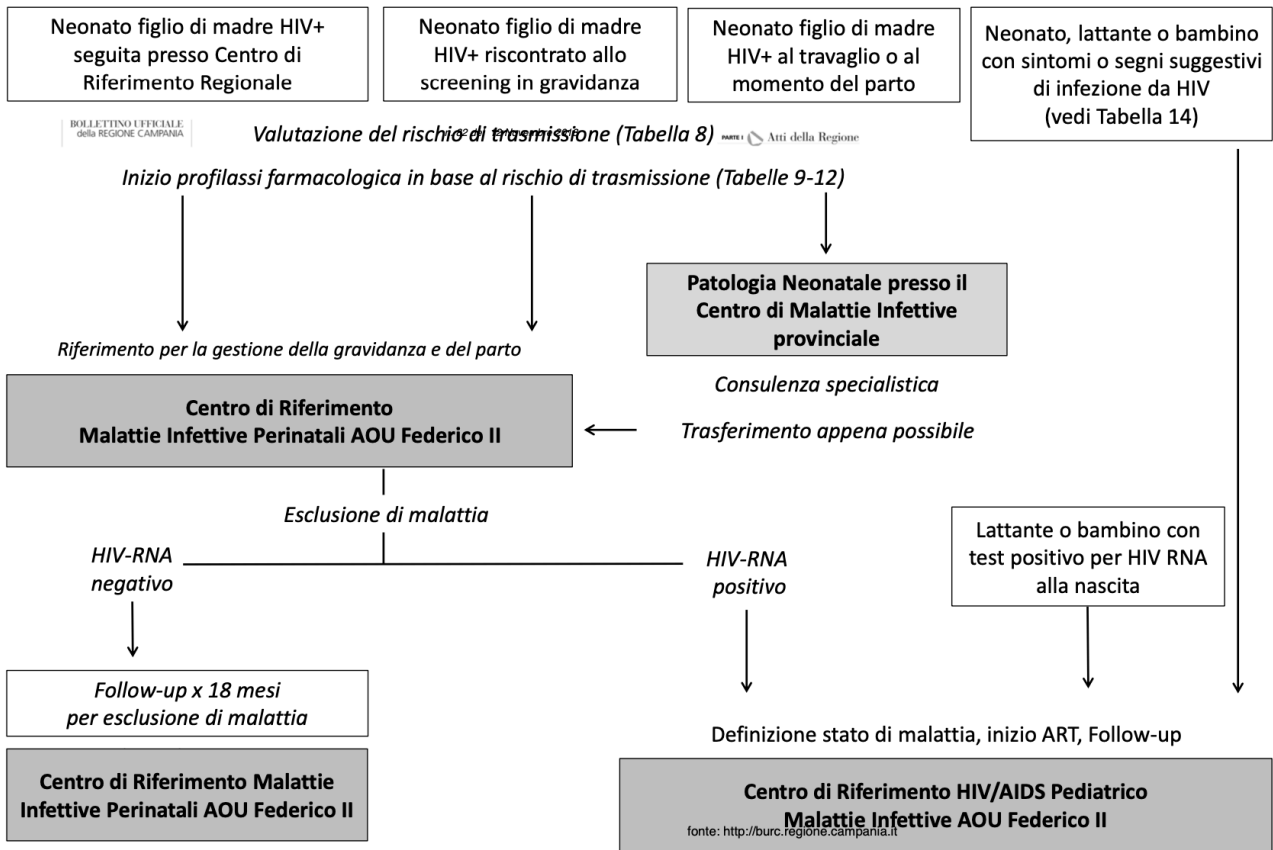 Neonato figlio di madre HIV+
seguita presso Centro di
Riferimento Regionale
Neonato figlio di madre
HIV+ riscontrato allo
screening in gravidanza
Neonato figlio di madre
HIV+ al travaglio o al
momento del parto
Neonato, lattante o bambino
con sintomi o segni suggestivi
di infezione da HIV
(vedi Tabella 14)
BOLLETTINO UFFICIALE
della REGIONE CAMPANIA
Valutazione del rischio di trasmissione (Tabella 8)
PARTE I Atti della Regione
Inizio profilassi farmacologica in base al rischio di trasmissione (Tabelle 9-12)
Patologia Neonatale presso il
Centro di Malattie Infettive
provinciale
Riferimento per la gestione della gravidanza e del parto
Consulenza specialistica
Centro di Riferimento
Malattie Infettive Perinatali AOU Federico II
Trasferimento appena possibile
Esclusione di malattia
HIV-RNA
negativo
HIV-RNA
positivo
Lattante o bambino con
test positivo per HIV RNA
alla nascita
Follow-up x 18 mesi
per esclusione di malattia
Definizione stato di malattia, inizio ART, Follow-up
Centro di Riferimento Malattie
Infettive Perinatali AOU Federico II
Centro di Riferimento HIV/AIDS Pediatrico
Malattie Infettive AOU Federico II
fonte: http://burc.regione.campania.it